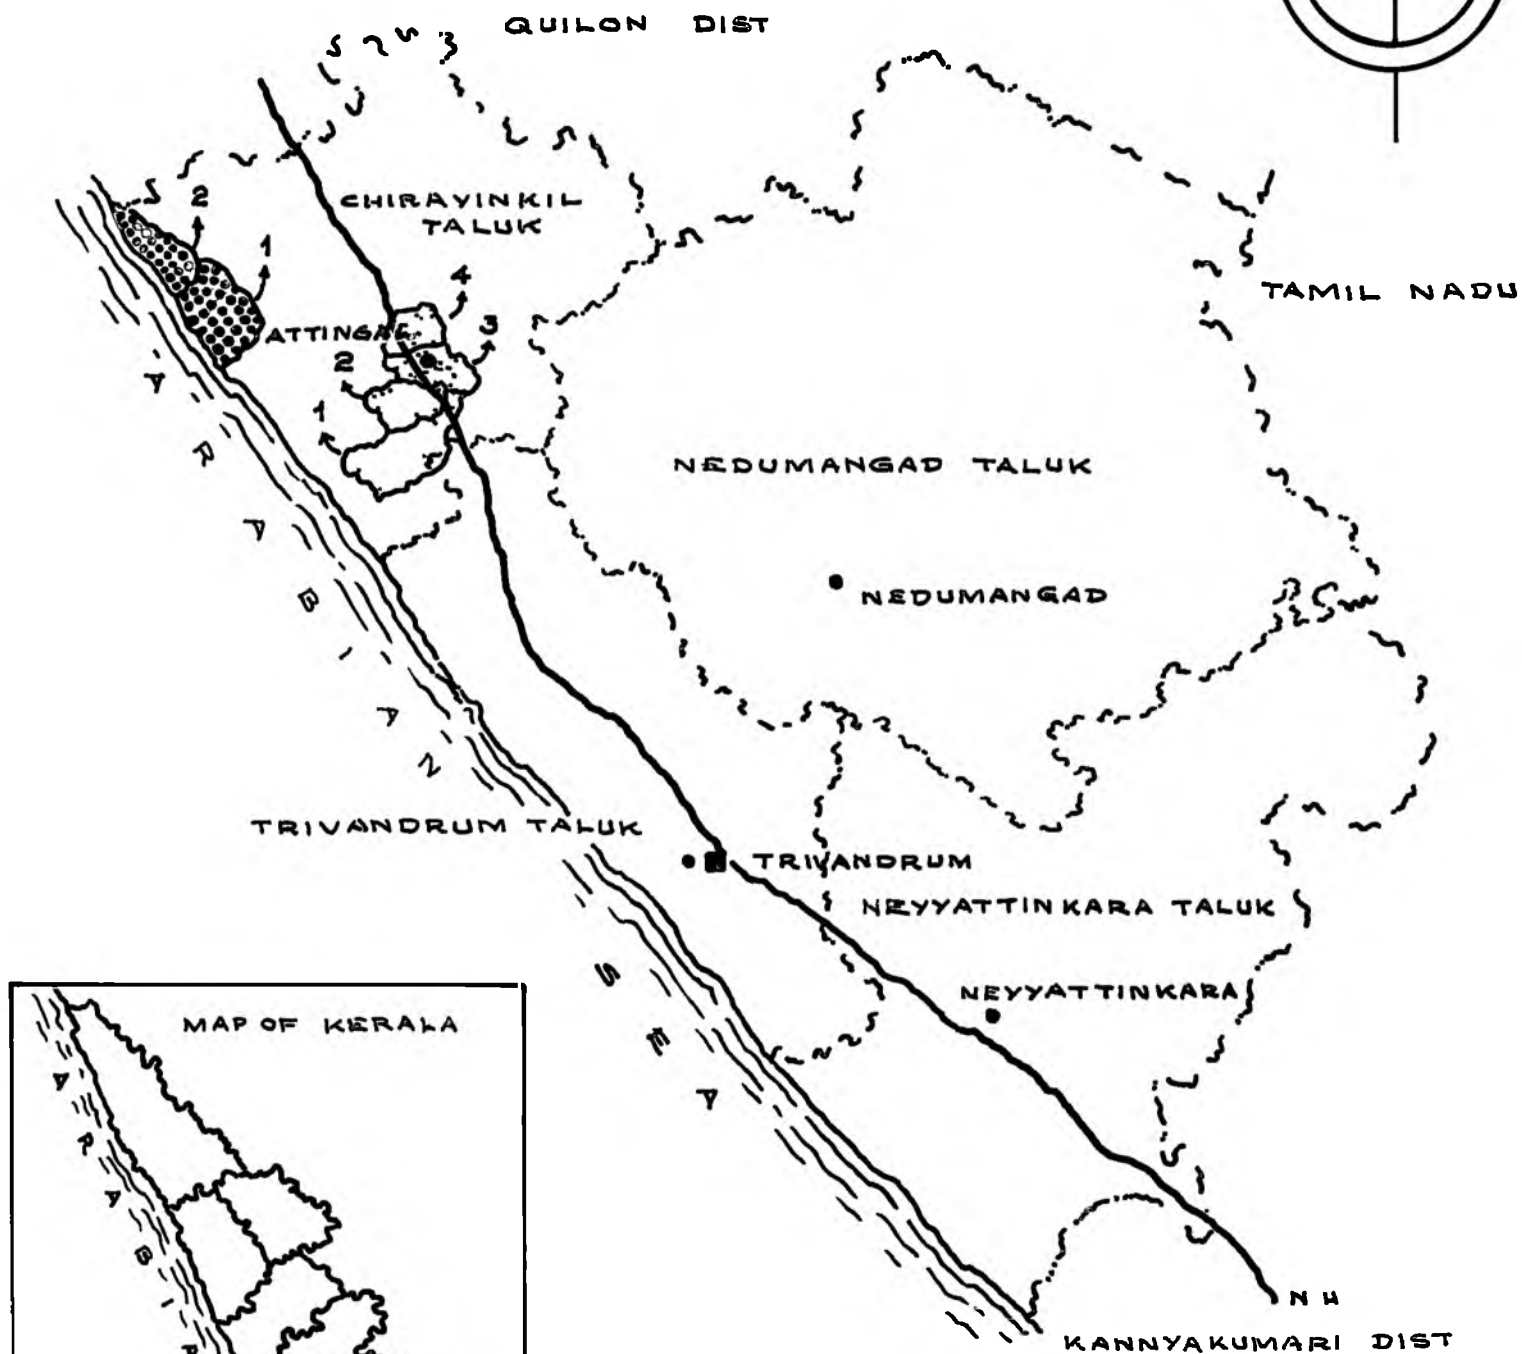 QUILON DIST
CHIRAYINKIL
TALUK
2
1
4
TAMIL NADU
ATTINGAL
3
2
1
NEDUMANGAD TALUK
NEDUMANGAD
ARABIAN SEA
TRIVANDRUM TALUK
TRIVANDRUM
NEYYATTINKARA TALUK
NEYYATTINKARA
MAP OF KERALA
ARABI
N H
KANNYAKUMARI DIST